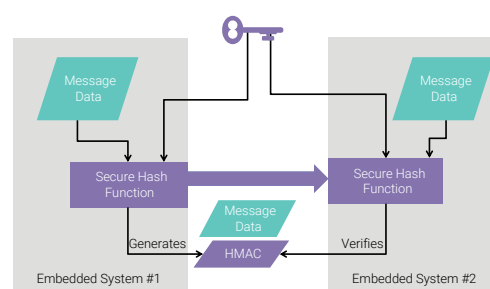 Message
Data
Message
Data
Secure Hash
Function
Secure Hash
Function
Message
Data
Generates
HMAC
Verifies
Embedded System #1
Embedded System #2